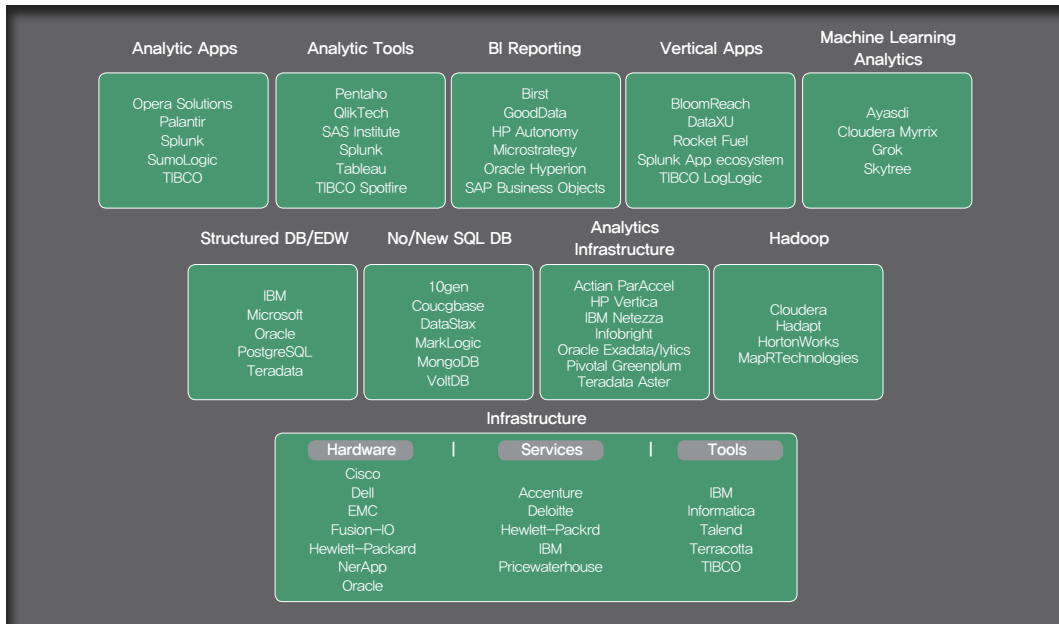 Analytic Apps
Opera Solutions
Palantir
Splunk
SumoLogic
TIBCO
Analytic Tools
Pentaho
QlikTech
SAS Institute
Splunk
Tableau
TIBCO Spotfire
BI Reporting
Birst
GoodData
HP Autonomy
Microstrategy
Oracle Hyperion
SAP Business Objects
Vertical Apps
BloomReach
DataXU
Rocket Fuel
Splunk App ecosystem
TIBCO LogLogic
Machine Learning
Analytics
Ayasdi
Cloudera Myrrix
Grok
Skytree
Structured DB/EDW
IBM
Microsoft
Oracle
PostgreSQL
Teradata
No/New SQL DB
10gen
Coucgbase
DataStax
MarkLogic
MongoDB
VoltDB
Analytics
Infrastructure
Actian ParAccel
HP Vertica
IBM Netezza
Infobright
Oracle Exadata/lytics
Pivotal Greenplum
Teradata Aster
Hadoop
Cloudera
Hadapt
HortonWorks
MapRTechnologies
Infrastructure
Hardware | Services | Tools
Cisco
Dell
EMC
Fusion-IO
Hewlett-Packard
NerApp
Oracle
Accenture
Deloitte
Hewlett-Packrd
IBM
Pricewaterhouse
IBM
Informatica
Talend
Terracotta
TIBCO